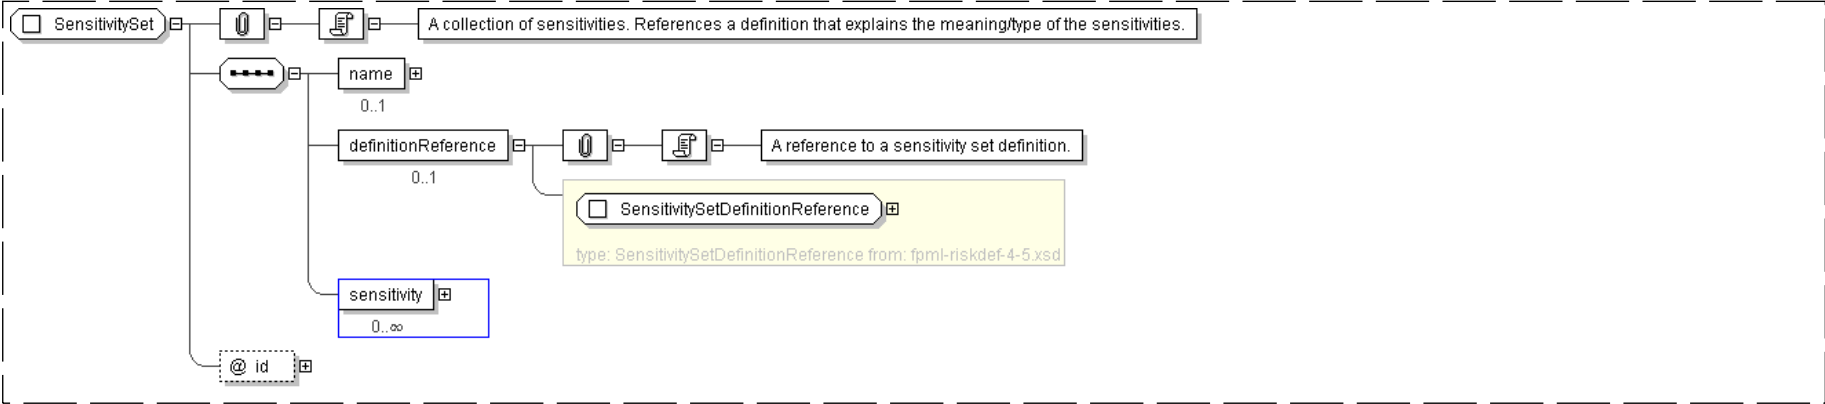 SensitivitySet
A collection of sensitivities. References a definition that explains the meaning/type of the sensitivities.
name
0..1
definitionReference
A reference to a sensitivity set definition.
0..1
SensitivitySetDefinitionReference
type: SensitivitySetDefinitionReference from: fpml-riskdef-4-5.xsd
sensitivity
0..∞
@ id